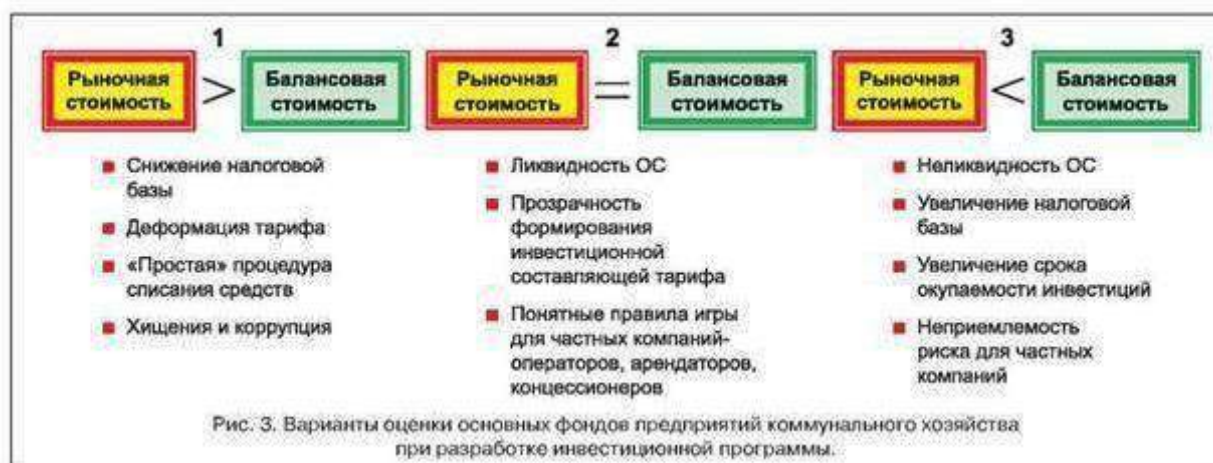 1
Рыночная
стоимость
>
Балансовая
стоимость
Снижение налоговой
базы
Деформация тарифа
«Простая» процедура
списания средств
Хищения и коррупция
2
Рыночная
стоимость
=
Балансовая
стоимость
Ликвидность ОС
Прозрачность
формирования
инвестиционной
составляющей тарифа
Понятные правила игры
для частных компаний-
операторов, арендаторов,
концессионеров
3
Рыночная
стоимость
<
Балансовая
стоимость
Неликвидность ОС
Увеличение налоговой
базы
Увеличение срока
окупаемости инвестиций
Неприемлемость
риска для частных
компаний
Рис. 3. Варианты оценки основных фондов предприятий коммунального хозяйства
при разработке инвестиционной программы.